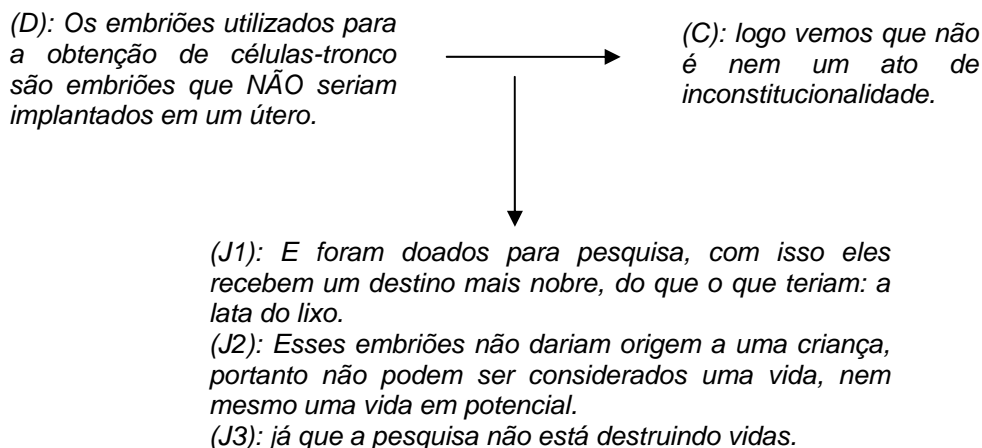 (D): Os embriões utilizados para
a obtenção de células-tronco
são embriões que NÃO seriam
implantados em um útero.
(C): logo vemos que não
é nem um ato de
inconstitucionalidade.
(J1): E foram doados para pesquisa, com isso eles
recebem um destino mais nobre, do que o que teriam: a
lata do lixo.
(J2): Esses embriões não dariam origem a uma criança,
portanto não podem ser considerados uma vida, nem
mesmo uma vida em potencial.
(J3): já que a pesquisa não está destruindo vidas.